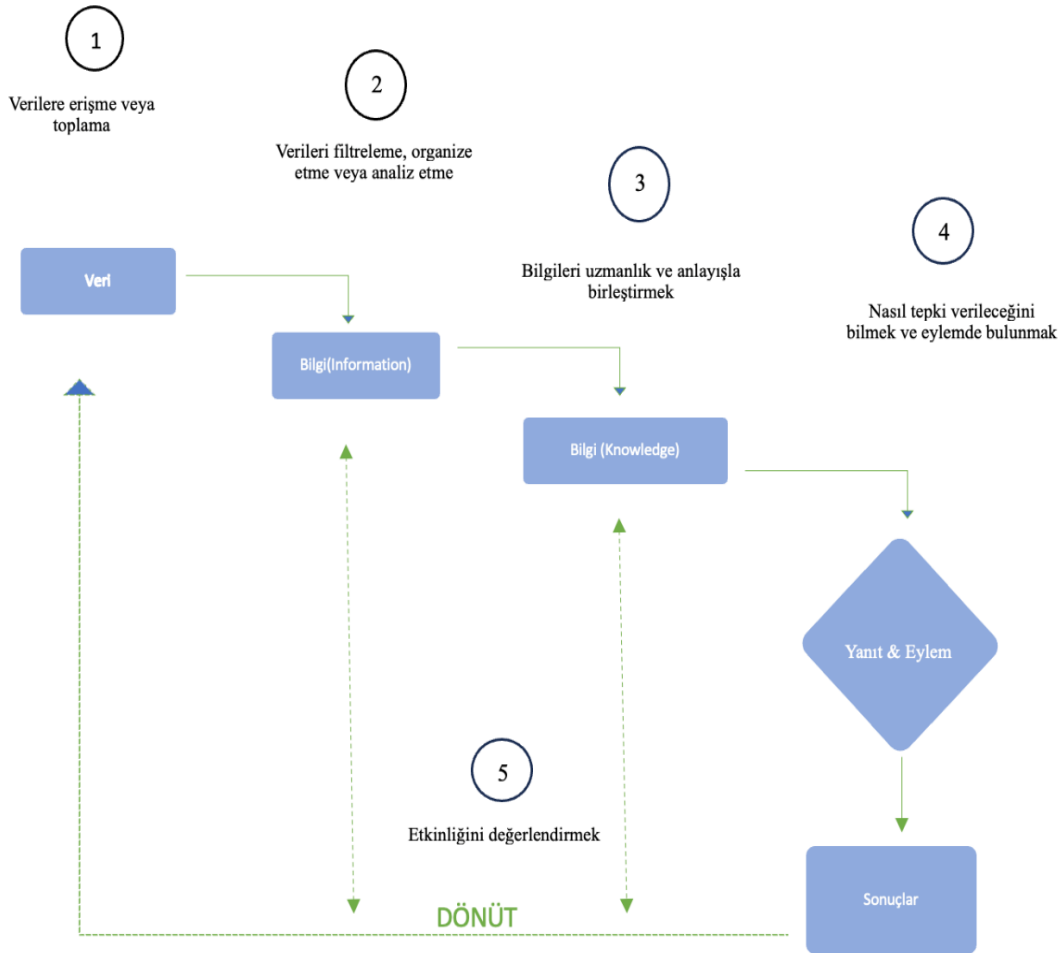 1
Verilere erişme veya
toplama
2
Verileri filtreleme, organize
etme veya analiz etme
3
Bilgileri uzmanlık ve anlayışla
birleştirmek
4
Nasıl tepki verileceğini
bilmek ve eylemde bulunmak
Veri
Bilgi(Information)
Bilgi (Knowledge)
Yanıt & Eylem
5
Etkinliğini değerlendirmek
Sonuçlar
DÖNÜT